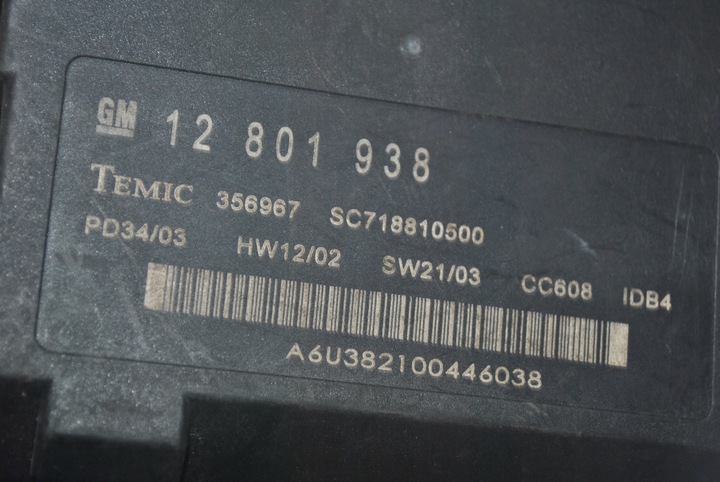 GM 12 801 938
TEMIC 356967 SC718810500
PD34/03 HW12/02 SW21/03 CC608 IDB4
A6U382100446038